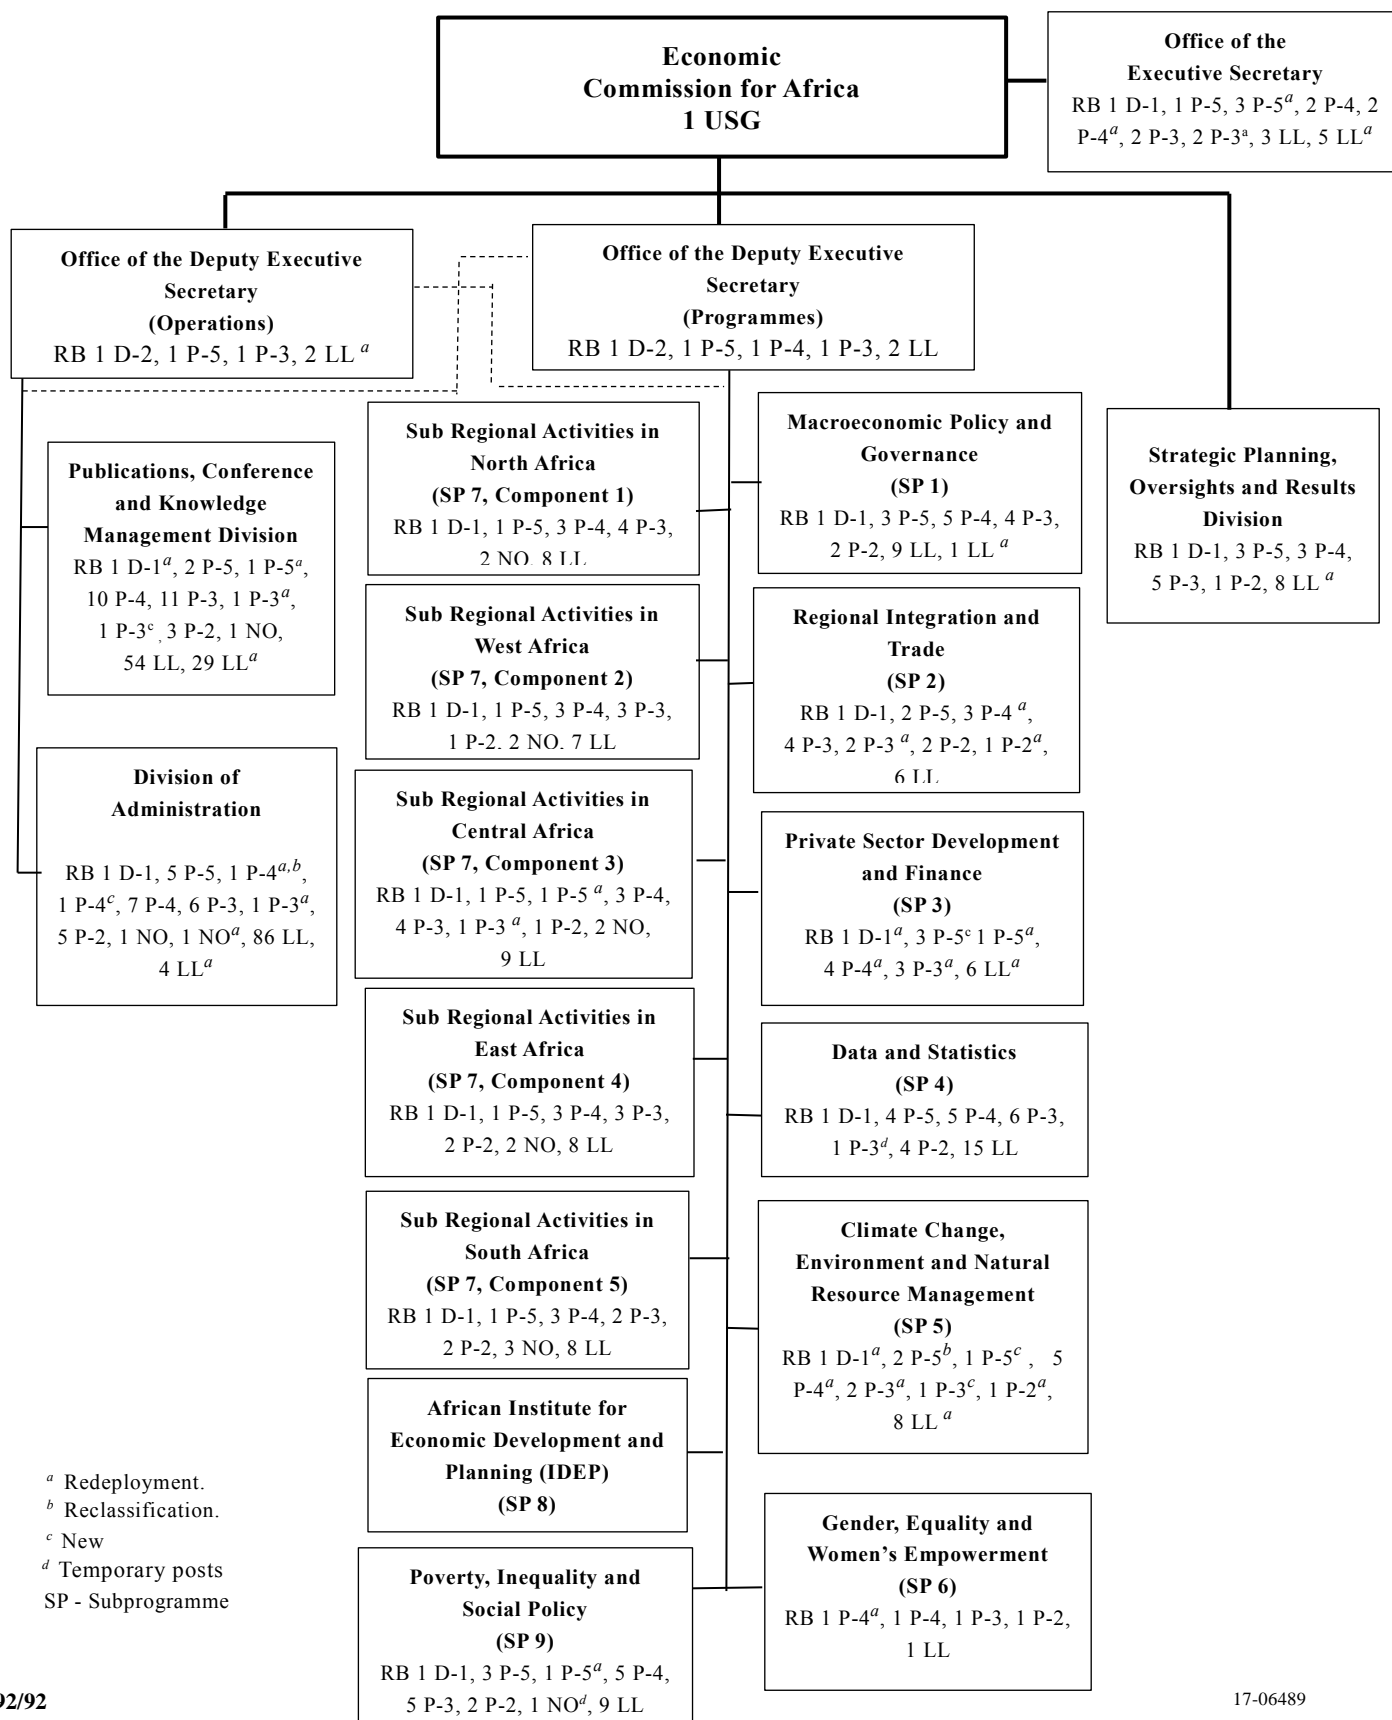 Economic
Commission for Africa
1 USG
Office of the
Executive Secretary
RB 1 D-1, 1 P-5, 3 P-5a, 2 P-4, 2
P-4a, 2 P-3, 2 P-3a, 3 LL, 5 LLa
Office of the Deputy Executive
Secretary
(Operations)
RB 1 D-2, 1 P-5, 1 P-3, 2 LL a
Office of the Deputy Executive
Secretary
(Programmes)
RB 1 D-2, 1 P-5, 1 P-4, 1 P-3, 2 LL
Publications, Conference
and Knowledge
Management Division
RB 1 D-1a, 2 P-5, 1 P-5a,
10 P-4, 11 P-3, 1 P-3a,
1 P-3c, 3 P-2, 1 NO,
54 LL, 29 LLa
Division of
Administration
RB 1 D-1, 5 P-5, 1 P-4a,b,
1 P-4c, 7 P-4, 6 P-3, 1 P-3a,
5 P-2, 1 NO, 1 NOa, 86 LL,
4 LLa
Sub Regional Activities in
North Africa
(SP 7, Component 1)
RB 1 D-1, 1 P-5, 3 P-4, 4 P-3,
2 NO, 8 LL
Sub Regional Activities in
West Africa
(SP 7, Component 2)
RB 1 D-1, 1 P-5, 3 P-4, 3 P-3,
1 P-2, 2 NO, 7 LL
Sub Regional Activities in
Central Africa
(SP 7, Component 3)
RB 1 D-1, 1 P-5, 1 P-5 a, 3 P-4,
4 P-3, 1 P-3 a, 1 P-2, 2 NO,
9 LL
Sub Regional Activities in
East Africa
(SP 7, Component 4)
RB 1 D-1, 1 P-5, 3 P-4, 3 P-3,
2 P-2, 2 NO, 8 LL
Sub Regional Activities in
South Africa
(SP 7, Component 5)
RB 1 D-1, 1 P-5, 3 P-4, 2 P-3,
2 P-2, 3 NO, 8 LL
African Institute for
Economic Development and
Planning (IDEP)
(SP 8)
Poverty, Inequality and
Social Policy
(SP 9)
RB 1 D-1, 3 P-5, 1 P-5a, 5 P-4,
5 P-3, 2 P-2, 1 NOd, 9 LL
Macroeconomic Policy and
Governance
(SP 1)
RB 1 D-1, 3 P-5, 5 P-4, 4 P-3,
2 P-2, 9 LL, 1 LL a
Regional Integration and
Trade
(SP 2)
RB 1 D-1, 2 P-5, 3 P-4 a,
4 P-3, 2 P-3 a, 2 P-2, 1 P-2a,
6 LL
Private Sector Development
and Finance
(SP 3)
RB 1 D-1a, 3 P-5c 1 P-5a,
4 P-4a, 3 P-3a, 6 LLa
Data and Statistics
(SP 4)
RB 1 D-1, 4 P-5, 5 P-4, 6 P-3,
1 P-3d, 4 P-2, 15 LL
Climate Change,
Environment and Natural
Resource Management
(SP 5)
RB 1 D-1a, 2 P-5b, 1 P-5c , 5
P-4a, 2 P-3a, 1 P-3c, 1 P-2a,
8 LL a
Gender, Equality and
Women's Empowerment
(SP 6)
RB 1 P-4a, 1 P-4, 1 P-3, 1 P-2,
1 LL
Strategic Planning,
Oversights and Results
Division
RB 1 D-1, 3 P-5, 3 P-4,
5 P-3, 1 P-2, 8 LL a
a Redeployment.
b Reclassification.
c New
d Temporary posts
SP - Subprogramme
92/92
17-06489